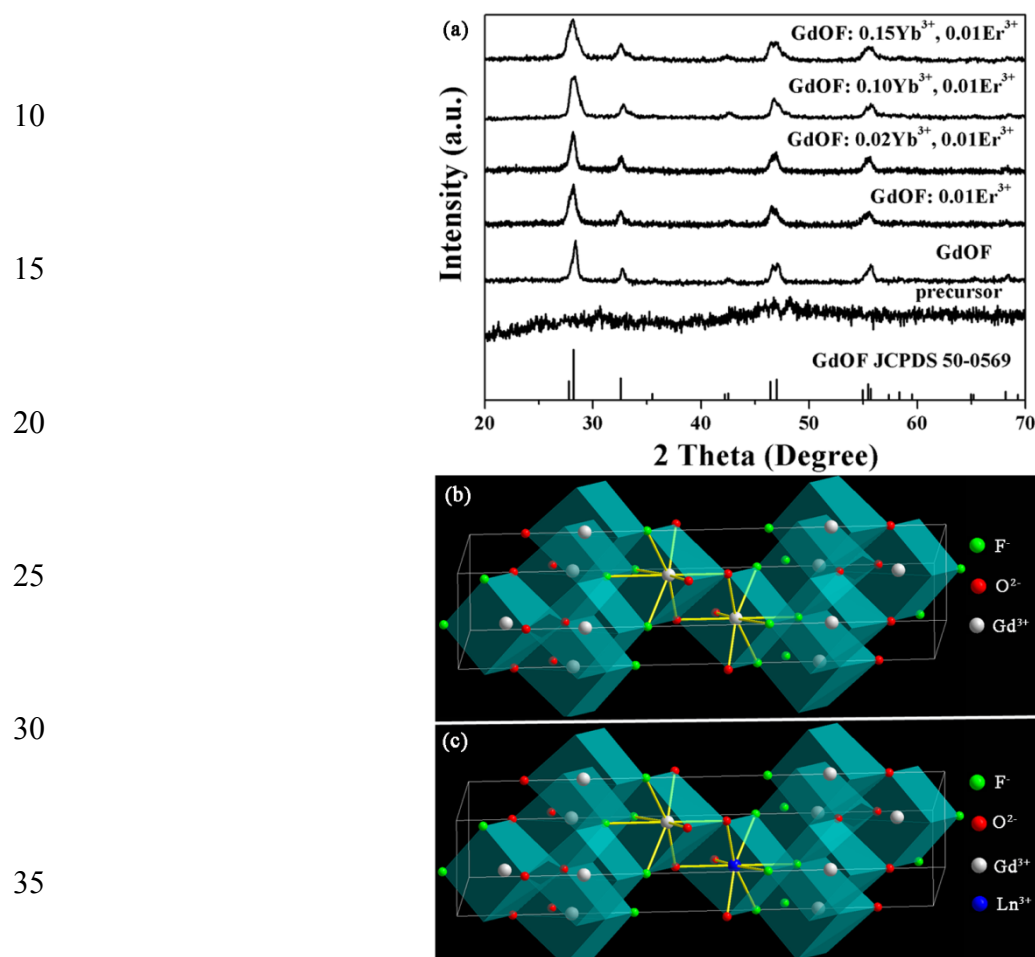 10
15
20
25
30
35
(a)
Intensity (a.u.)
GdOF: 0.15Yb³⁺, 0.01Er³⁺
GdOF: 0.10Yb³⁺, 0.01Er³⁺
GdOF: 0.02Yb³⁺, 0.01Er³⁺
GdOF: 0.01Er³⁺
GdOF
precursor
GdOF JCPDS 50-0569
20 30 40 50 60 70
2 Theta (Degree)
(b)
F⁻
O²⁻
Gd³⁺
(c)
F⁻
O²⁻
Gd³⁺
Ln³⁺